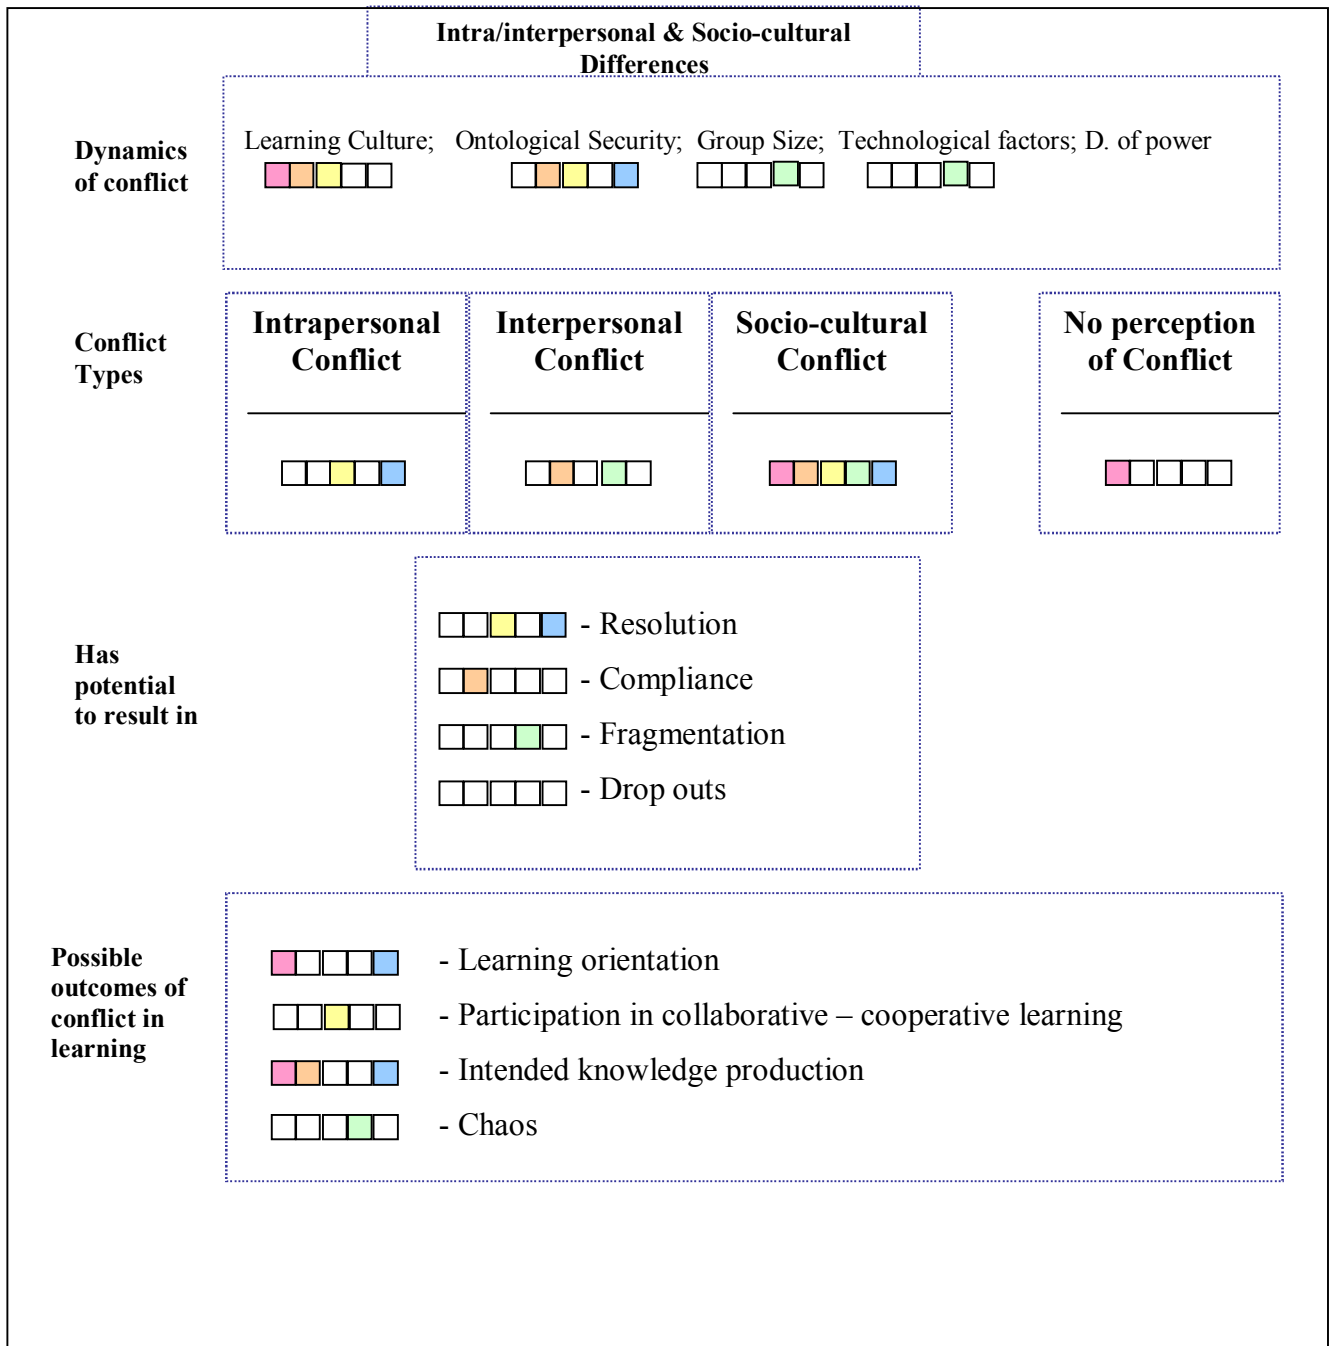 Intra/interpersonal & Socio-cultural
Differences
Dynamics
of conflict
Learning Culture; Ontological Security; Group Size; Technological factors; D. of power
Conflict
Types
Intrapersonal
Conflict
Interpersonal
Conflict
Socio-cultural
Conflict
No perception
of Conflict
Has
potential
to result in
- Resolution
- Compliance
- Fragmentation
- Drop outs
Possible
outcomes of
conflict in
learning
- Learning orientation
- Participation in collaborative – cooperative learning
- Intended knowledge production
- Chaos